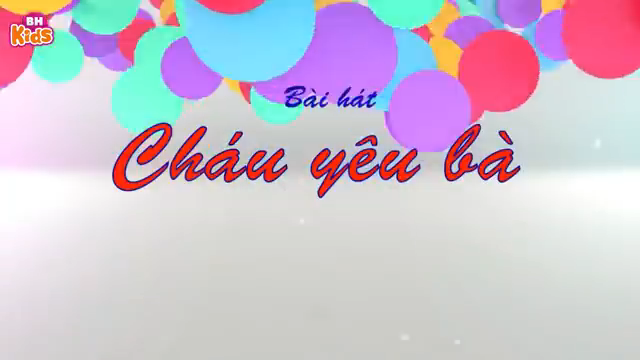 BH
Kids
Bài hát
Cháu yêu bà